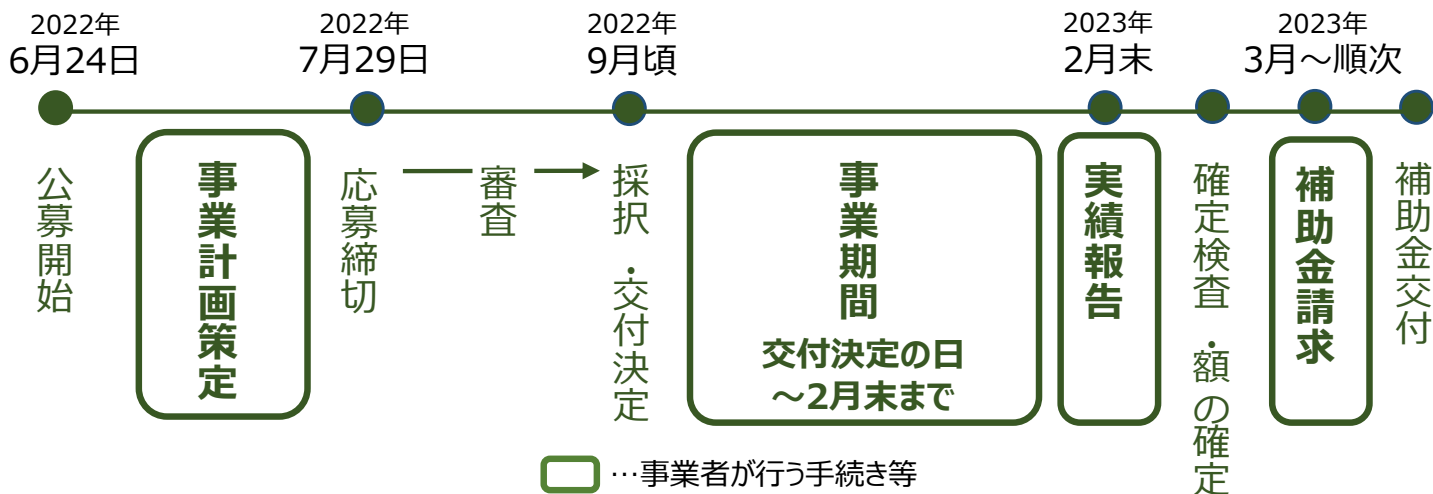 2022年
6月24日
2022年
7月29日
2022年
9月頃
2023年
2月末
2023年
3月～順次
公募開始
事業計画策定
応募締切
審査
採択・交付決定
事業期間
交付決定の日
～2月末まで
実績報告
確定検査・額の確定
補助金請求
補助金交付
…事業者が行う手続き等